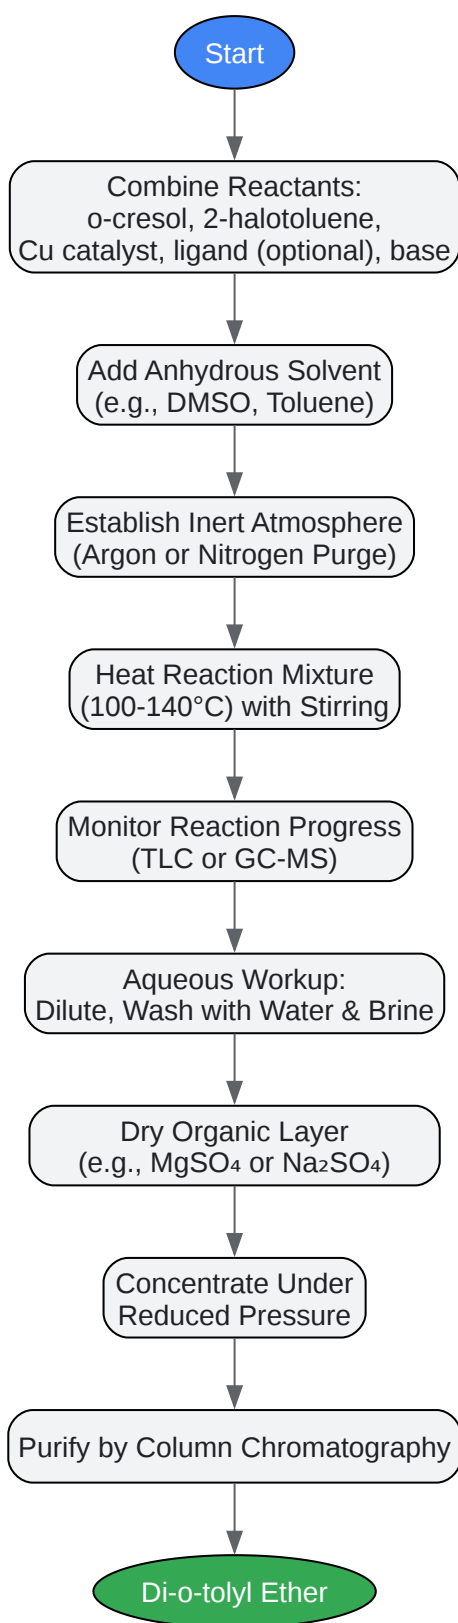 Start
Combine Reactants:
o-cresol, 2-halotoluene,
Cu catalyst, ligand (optional), base
Add Anhydrous Solvent
(e.g., DMSO, Toluene)
Establish Inert Atmosphere
(Argon or Nitrogen Purge)
Heat Reaction Mixture
(100-140°C) with Stirring
Monitor Reaction Progress
(TLC or GC-MS)
Aqueous Workup:
Dilute, Wash with Water & Brine
Dry Organic Layer
(e.g., MgSO₄ or Na₂SO₄)
Concentrate Under
Reduced Pressure
Purify by Column Chromatography
Di-o-tolyl Ether